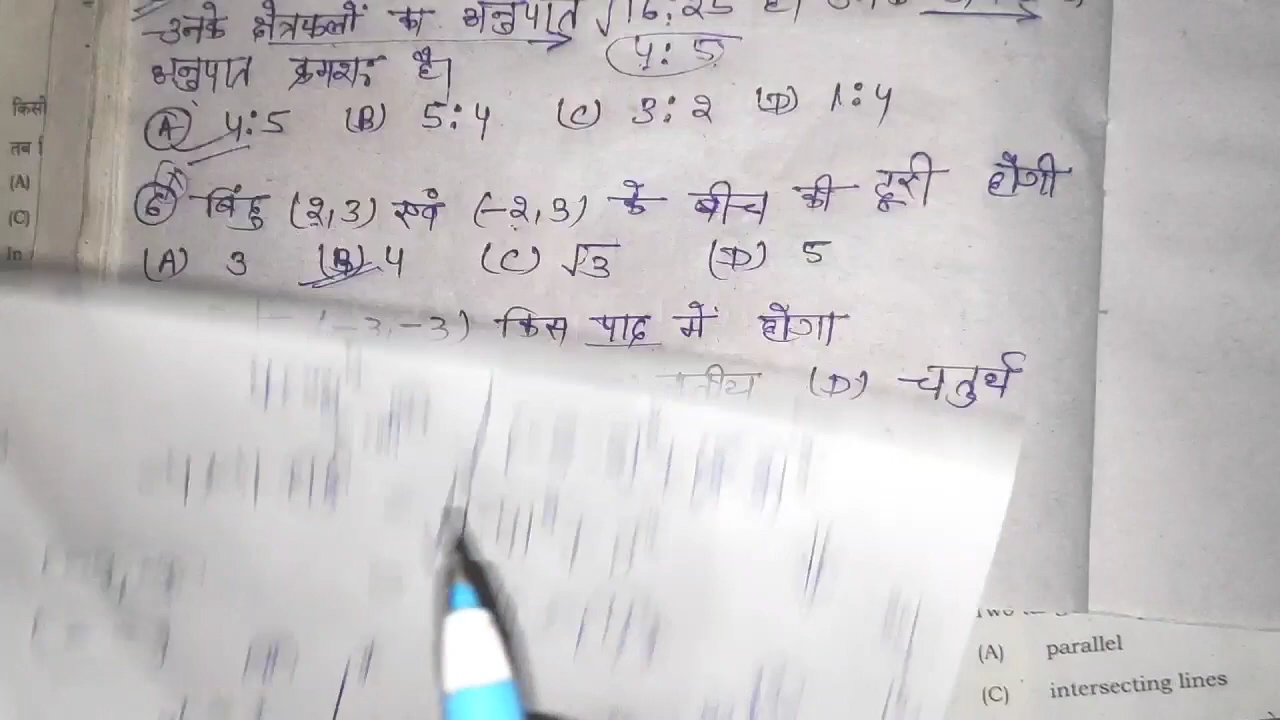 उनके क्षेत्रफलों का अनुपात √16:25
4:5
अनुपात क्रमशः है।
(A) 4:5 (B) 5:4 (C) 3:2 (D) 1:4
किसी
तब
(A)
(C)
In
बिंदु (2,3) एवं (-2,3) के बीच की दूरी होगी
(A) 3 (B) 4 (C) √3 (D) 5
-3,-3) किस पाद में होगा
(D) चतुर्थ
(A) parallel
(C) intersecting lines